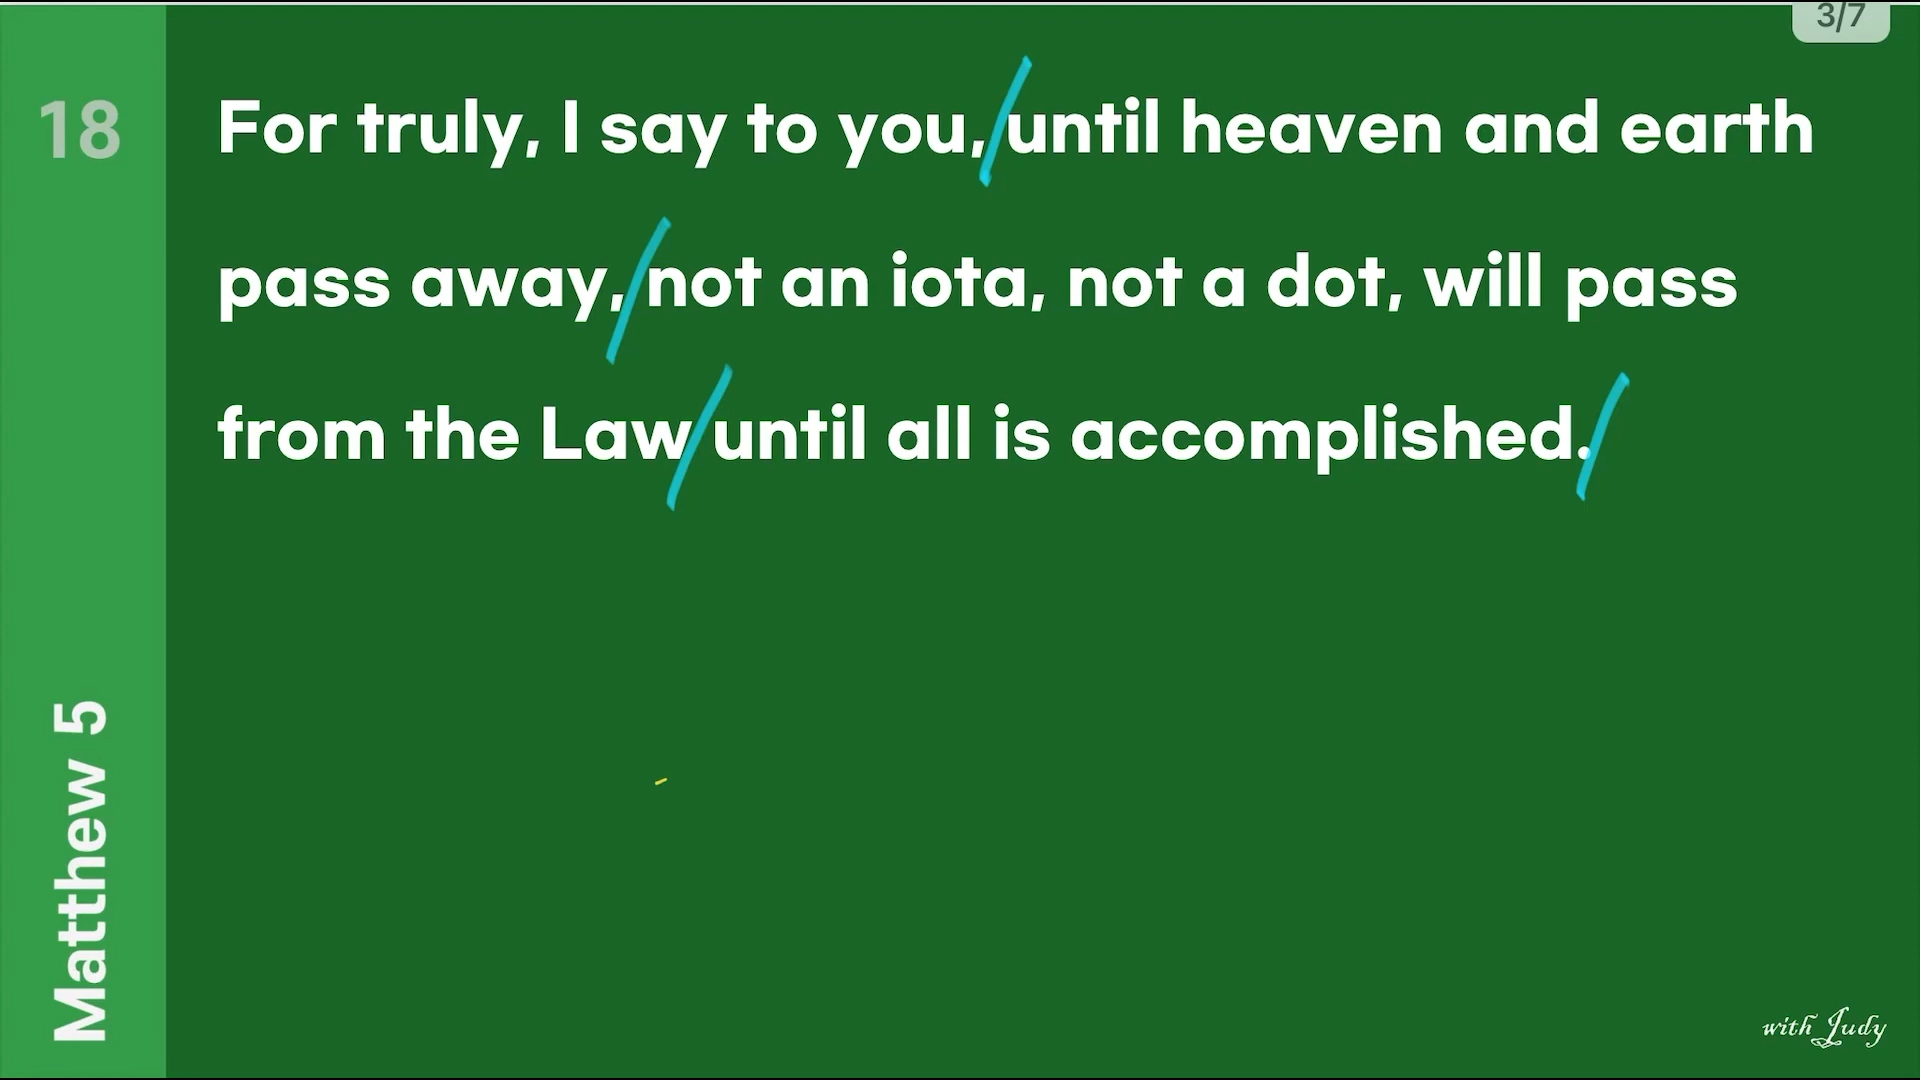 3/7
18
For truly, I say to you, until heaven and earth
pass away, not an iota, not a dot, will pass
from the Law until all is accomplished.
Matthew 5
with Judy